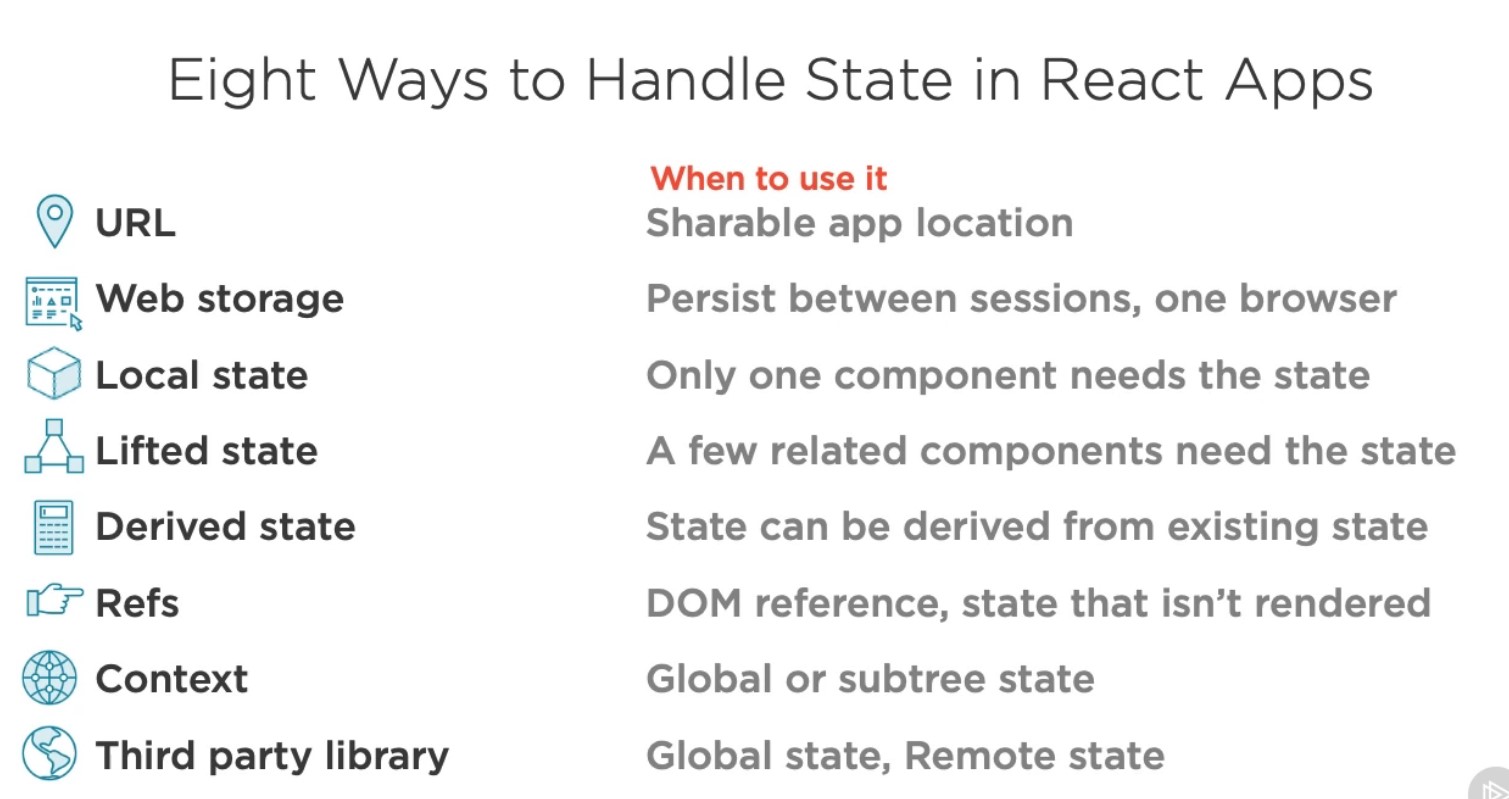 Eight Ways to Handle State in React Apps
When to use it
URL Sharable app location
Web storage Persist between sessions, one browser
Local state Only one component needs the state
Lifted state A few related components need the state
Derived state State can be derived from existing state
Refs DOM reference, state that isn’t rendered
Context Global or subtree state
Third party library Global state, Remote state